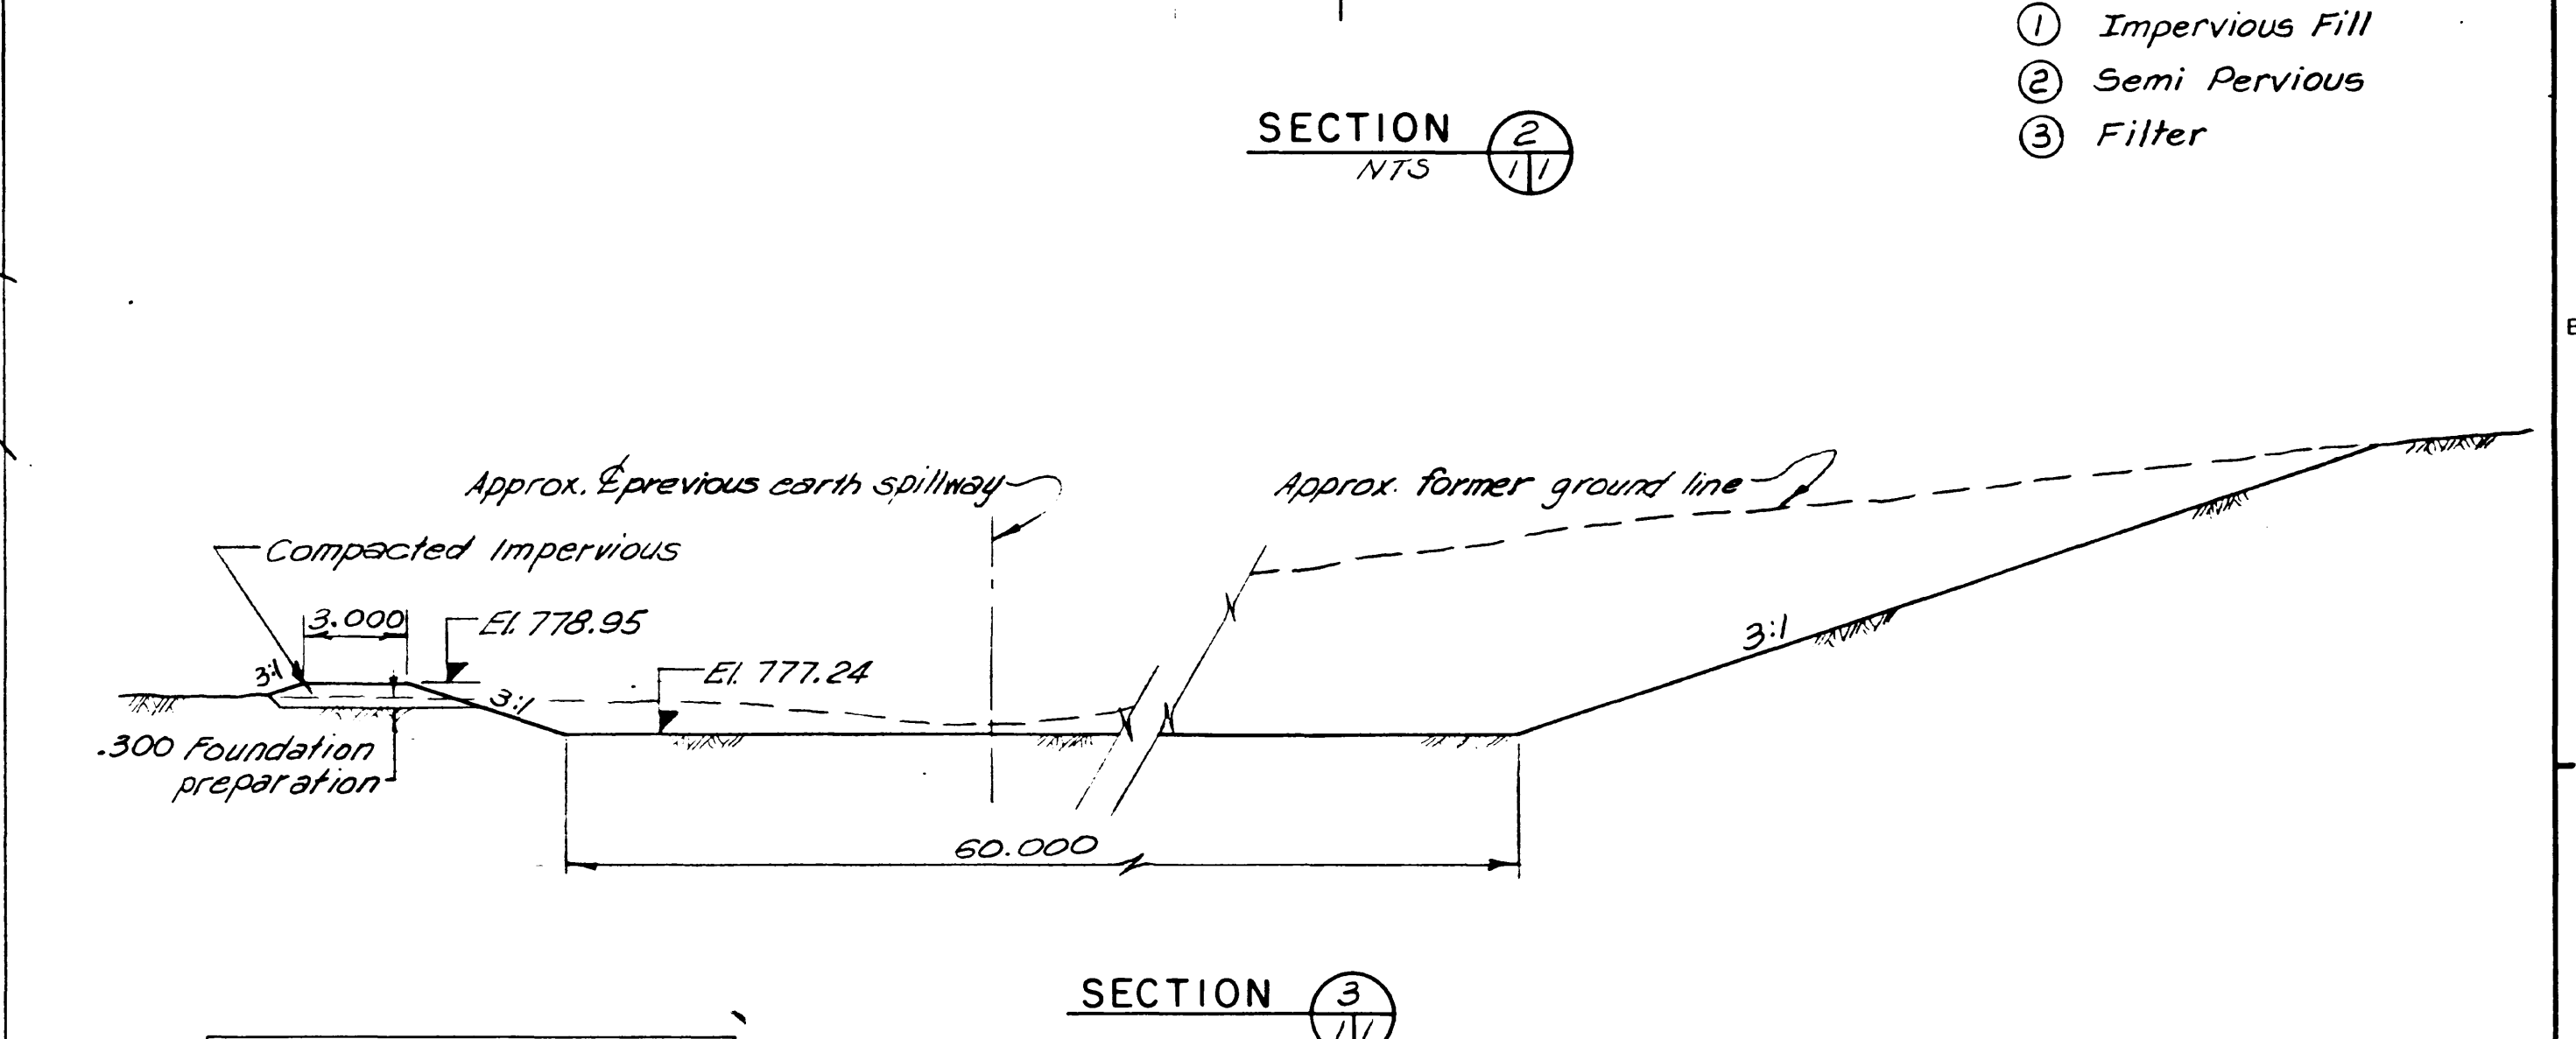 ① Impervious Fill
② Semi Pervious
③ Filter
SECTION 2
NTS 1 1
Approx. ℄ previous earth spillway
Approx. former ground line
Compacted Impervious
3.000
El. 778.95
3:1
3:1
El. 777.24
3:1
.300 Foundation
preparation
60.000
SECTION 3
1 1
E